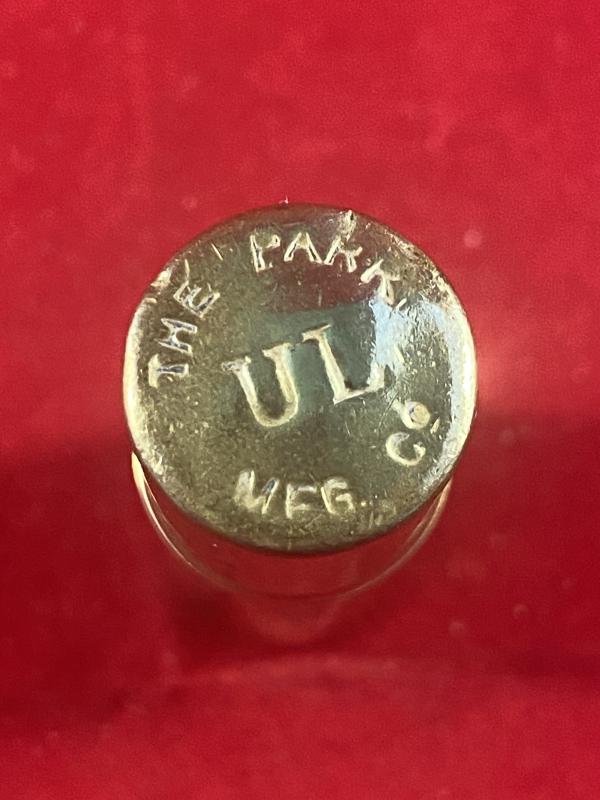 THE PARK.
UL
MFG. Co